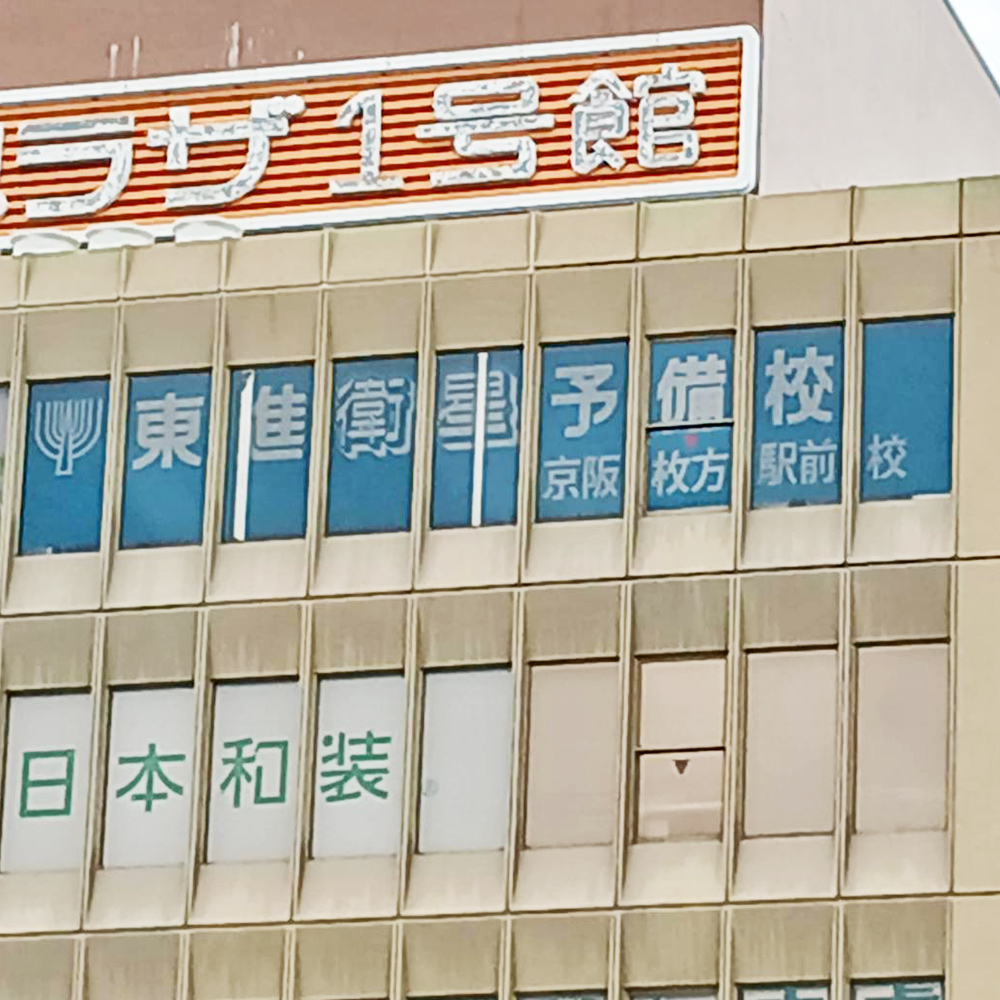 ラザ1号館
東進衛星予備校
京阪枚方駅前校
日本和装